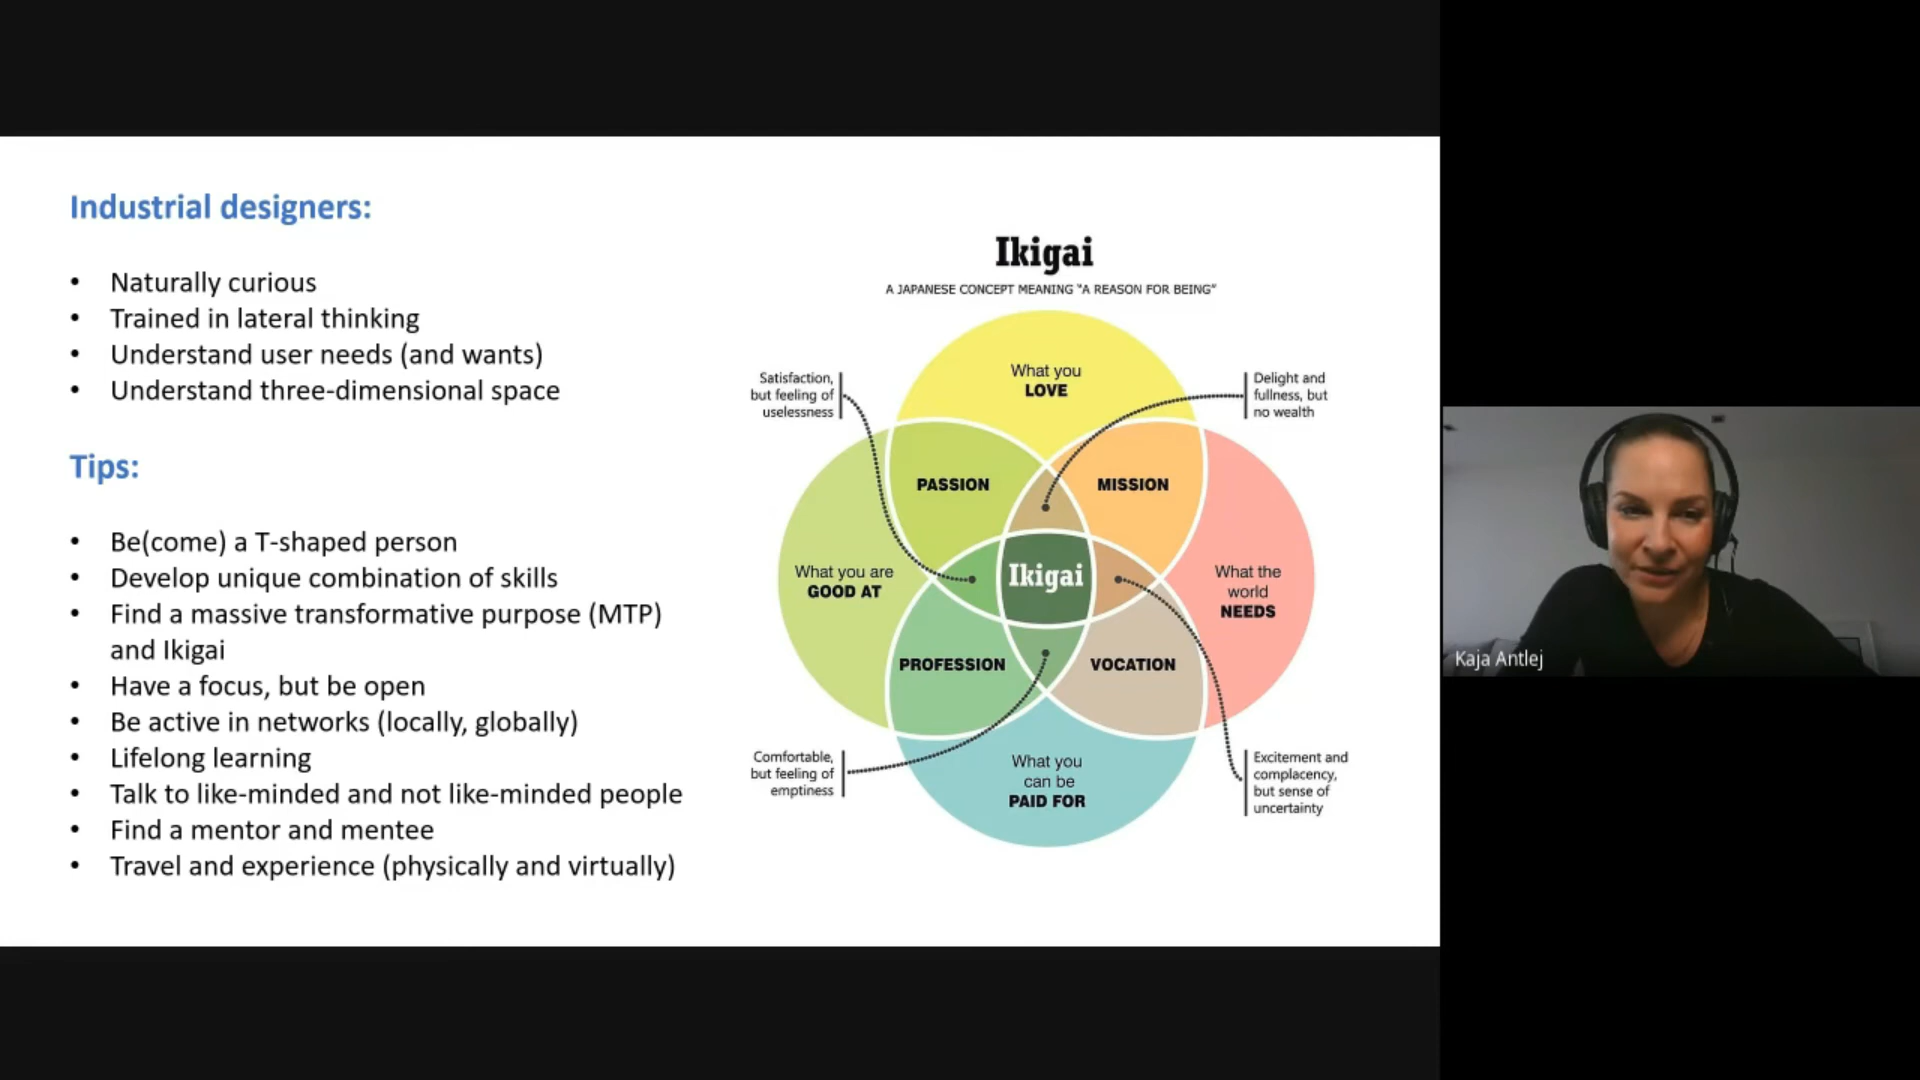 Industrial designers:
• Naturally curious
• Trained in lateral thinking
• Understand user needs (and wants)
• Understand three-dimensional space
Tips:
• Be(come) a T-shaped person
• Develop unique combination of skills
• Find a massive transformative purpose (MTP)
and Ikigai
• Have a focus, but be open
• Be active in networks (locally, globally)
• Lifelong learning
• Talk to like-minded and not like-minded people
• Find a mentor and mentee
• Travel and experience (physically and virtually)
Ikigai
A JAPANESE CONCEPT MEANING "A REASON FOR BEING"
What you
LOVE
Satisfaction,
but feeling of
uselessness
Delight and
fullness, but
no wealth
PASSION
MISSION
What you are
GOOD AT
Ikigai
What the
world
NEEDS
PROFESSION
VOCATION
Comfortable,
but feeling of
emptiness
What you
can be
PAID FOR
Excitement and
complacency,
but sense of
uncertainty
Kaja Antlej